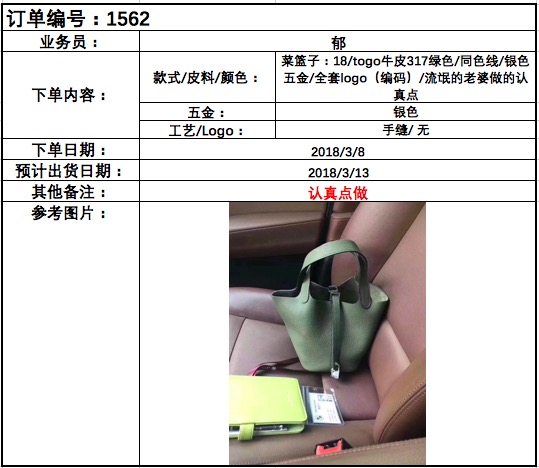 订单编号：1562
业务员：
郁
下单内容：
款式/皮料/颜色：
菜篮子：18/togo牛皮317绿色/同色线/银色
五金/全套logo（编码）/流氓的老婆做的认
真点
五金：
银色
工艺/Logo：
手缝/ 无
下单日期：
2018/3/8
预计出货日期：
2018/3/13
其他备注：
认真点做
参考图片：